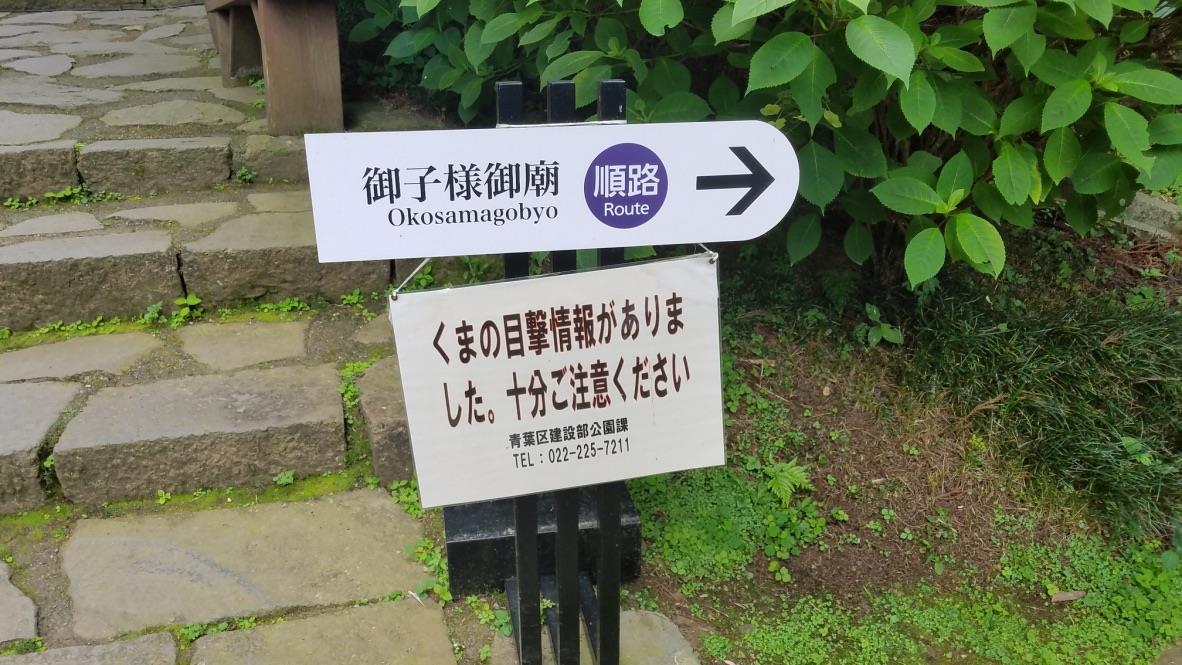 御子様御廟
Okosamagobyo
順路
Route
くまの目撃情報がありま
した。十分ご注意ください
青葉区建設部公園課
TEL：022-225-7211